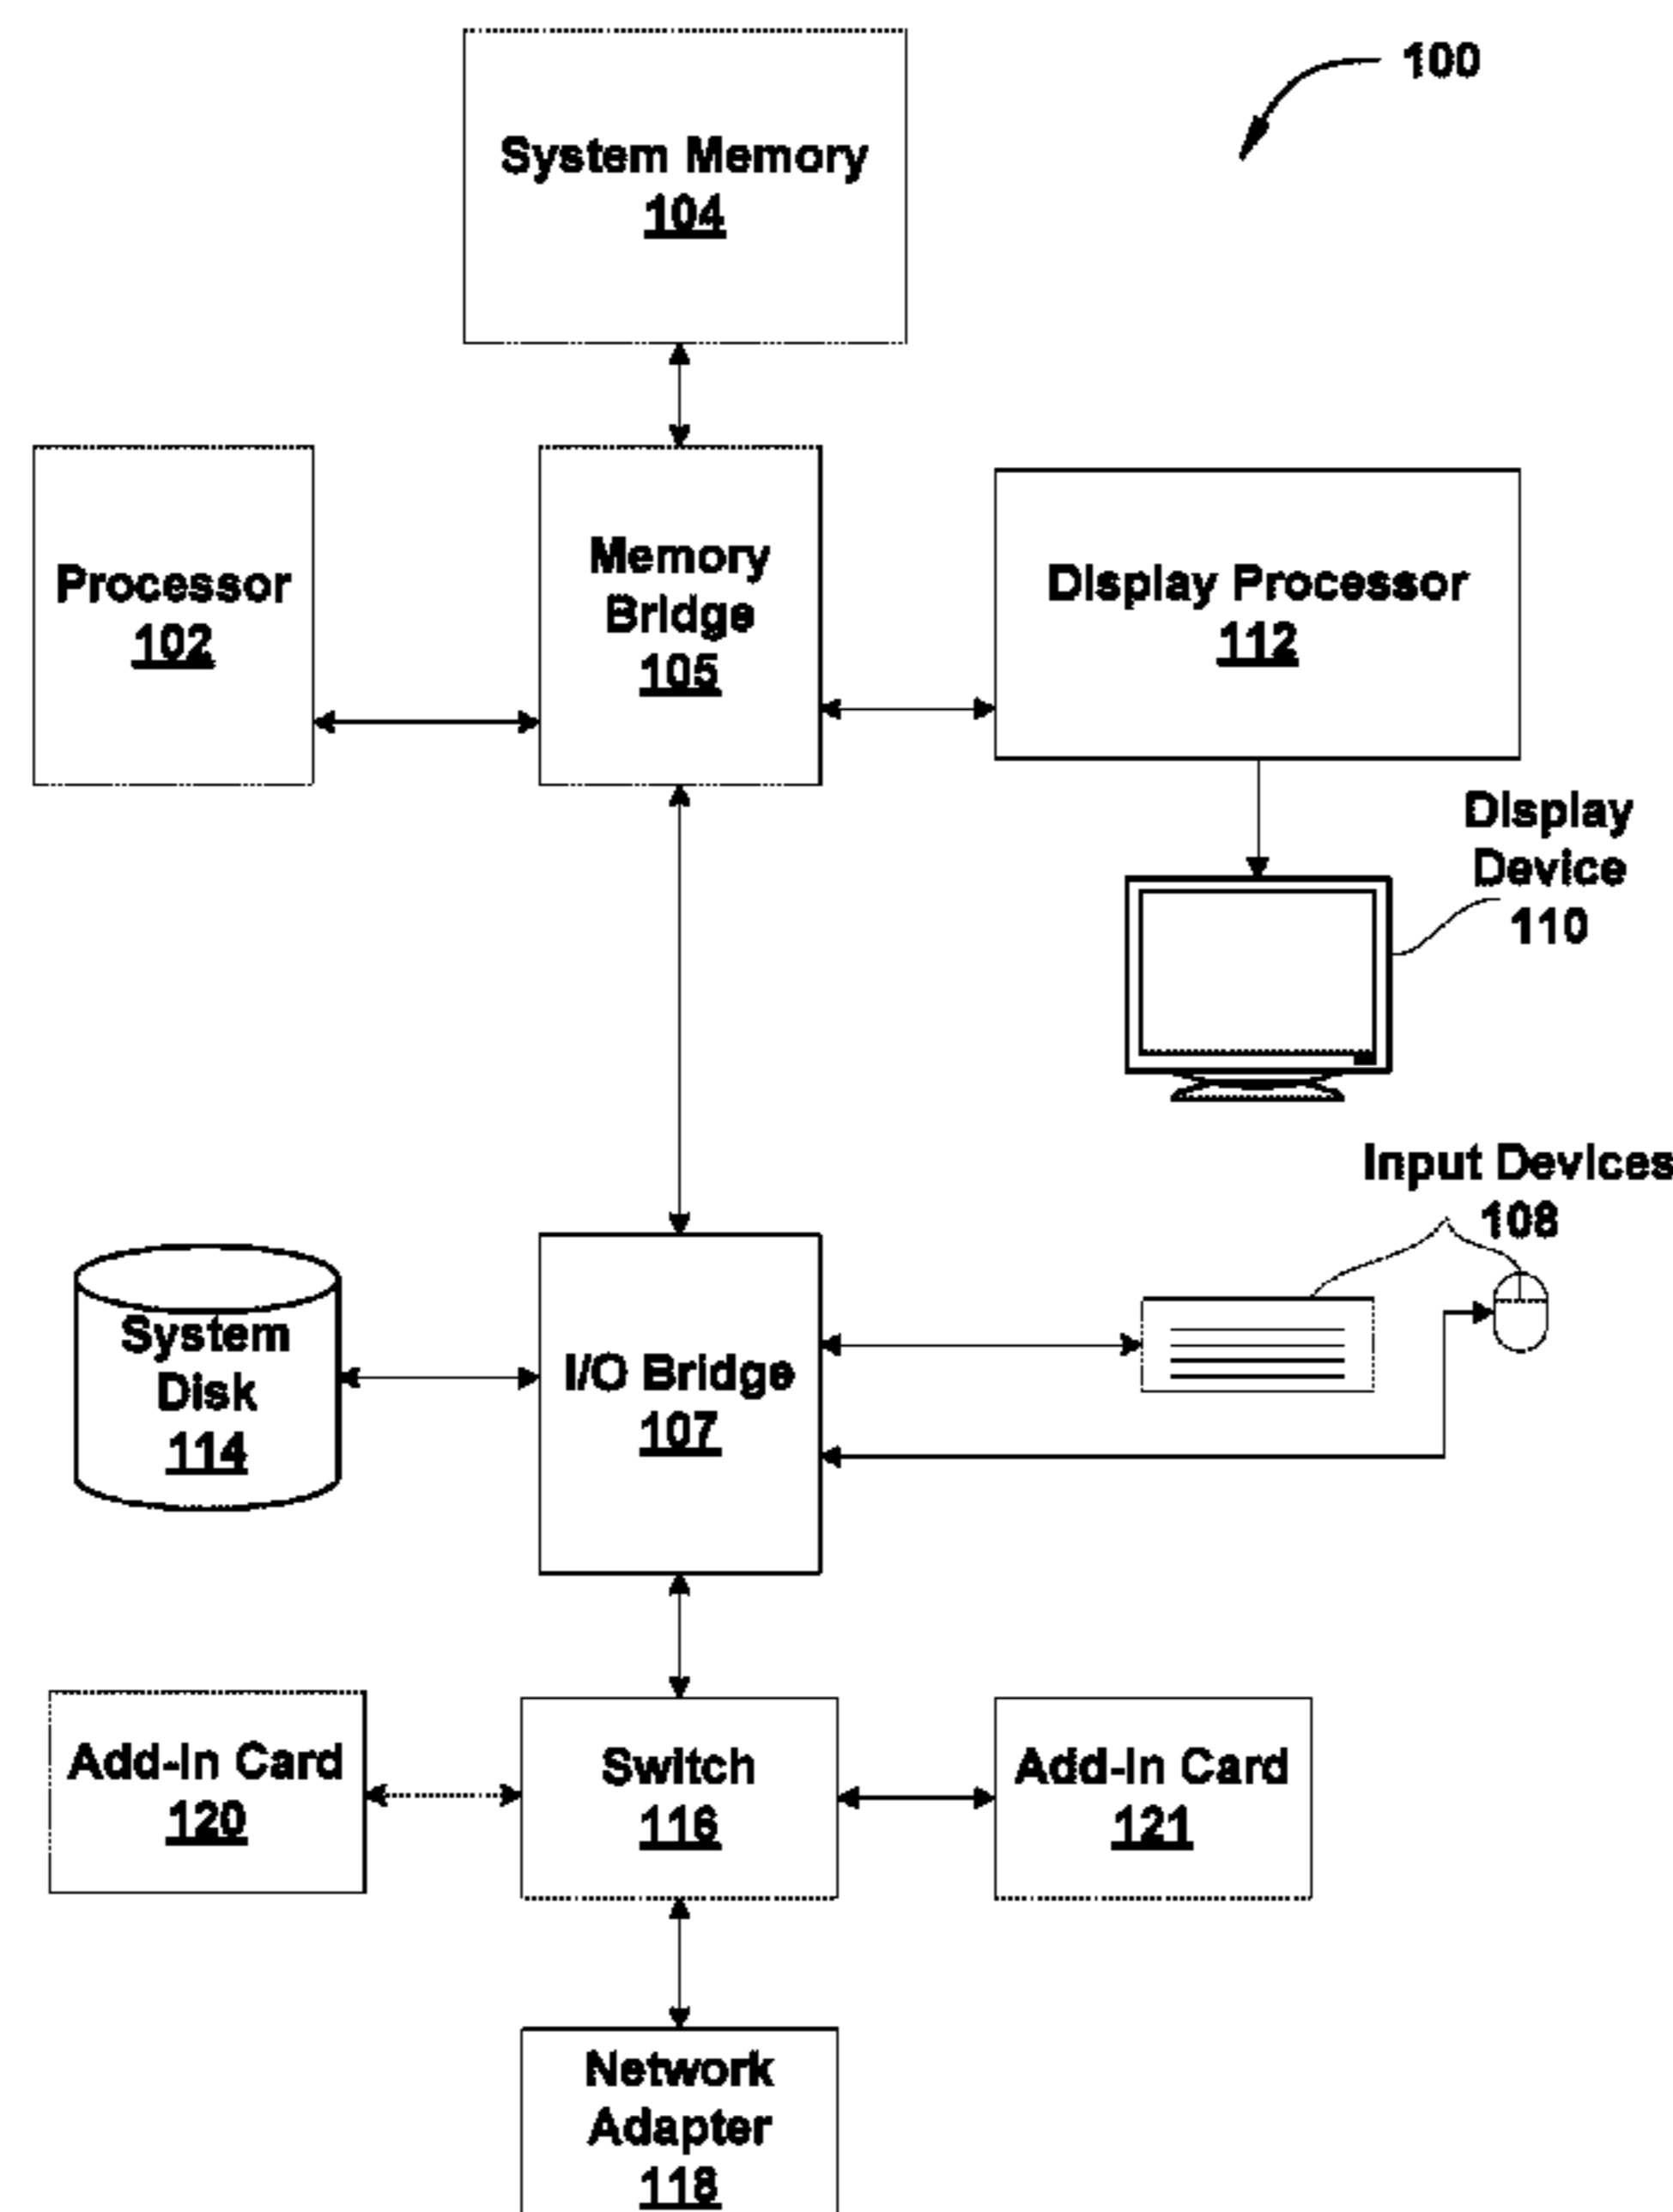 100
System Memory
104
Processor
102
Memory
Bridge
105
Display Processor
112
Display
Device
110
Input Devices
108
System
Disk
114
I/O Bridge
107
Add-In Card
120
Switch
116
Add-In Card
121
Network
Adapter
118